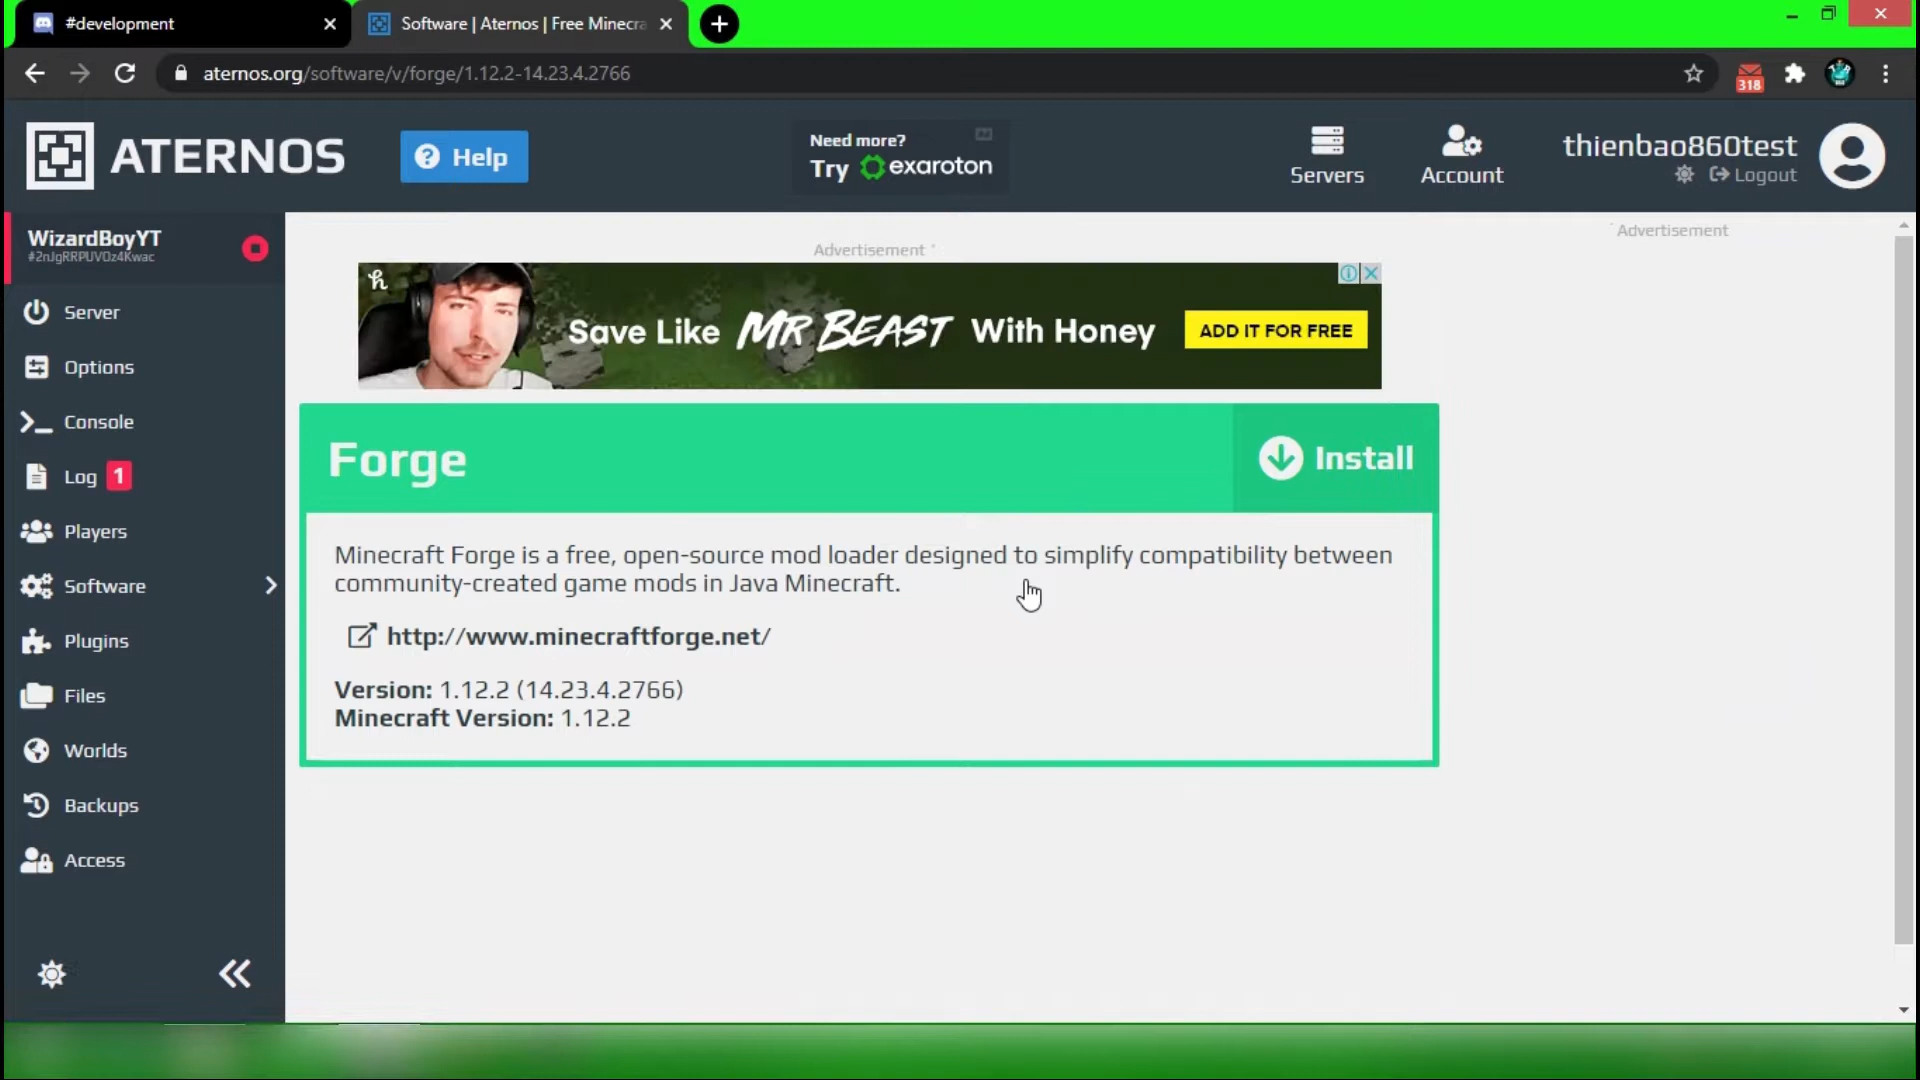 #development
Software | Aternos | Free Minecra
aternos.org/software/v/forge/1.12.2-14.23.4.2766
318
ATERNOS
Help
Need more?
Ad
Try exaroton
Servers
Account
thienbao860test
Logout
WizardBoyYT
#2nJgRRPUVOz4Kwac
Server
Options
Console
Log 1
Players
Software
Plugins
Files
Worlds
Backups
Access
Advertisement
Advertisement
h
Save Like MR BEAST With Honey
ADD IT FOR FREE
Forge
Install
Minecraft Forge is a free, open-source mod loader designed to simplify compatibility between
community-created game mods in Java Minecraft.
http://www.minecraftforge.net/
Version: 1.12.2 (14.23.4.2766)
Minecraft Version: 1.12.2